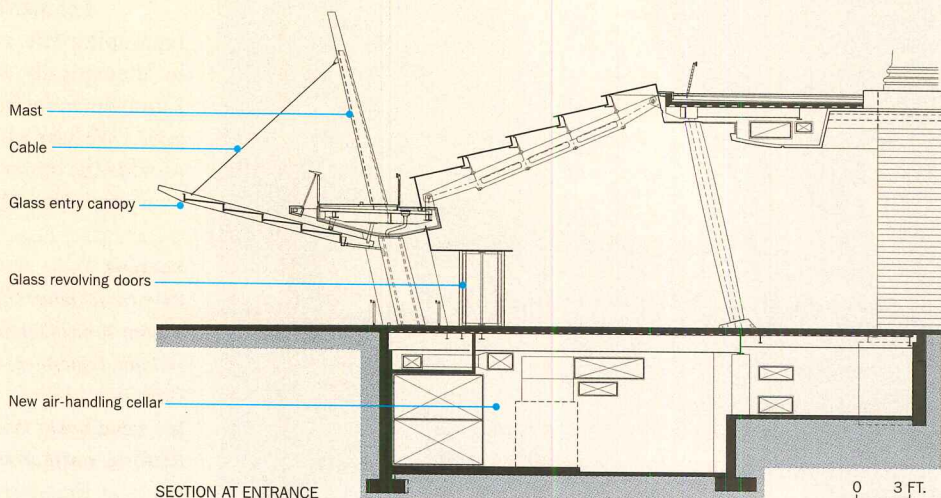 Mast
Cable
Glass entry canopy
Glass revolving doors
New air-handling cellar
SECTION AT ENTRANCE
0 3 FT.